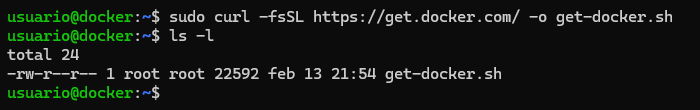 usuario@docker:~$ sudo curl -fsSL https://get.docker.com/ -o get-docker.sh
usuario@docker:~$ ls -l
total 24
-rw-r--r-- 1 root root 22592 feb 13 21:54 get-docker.sh
usuario@docker:~$